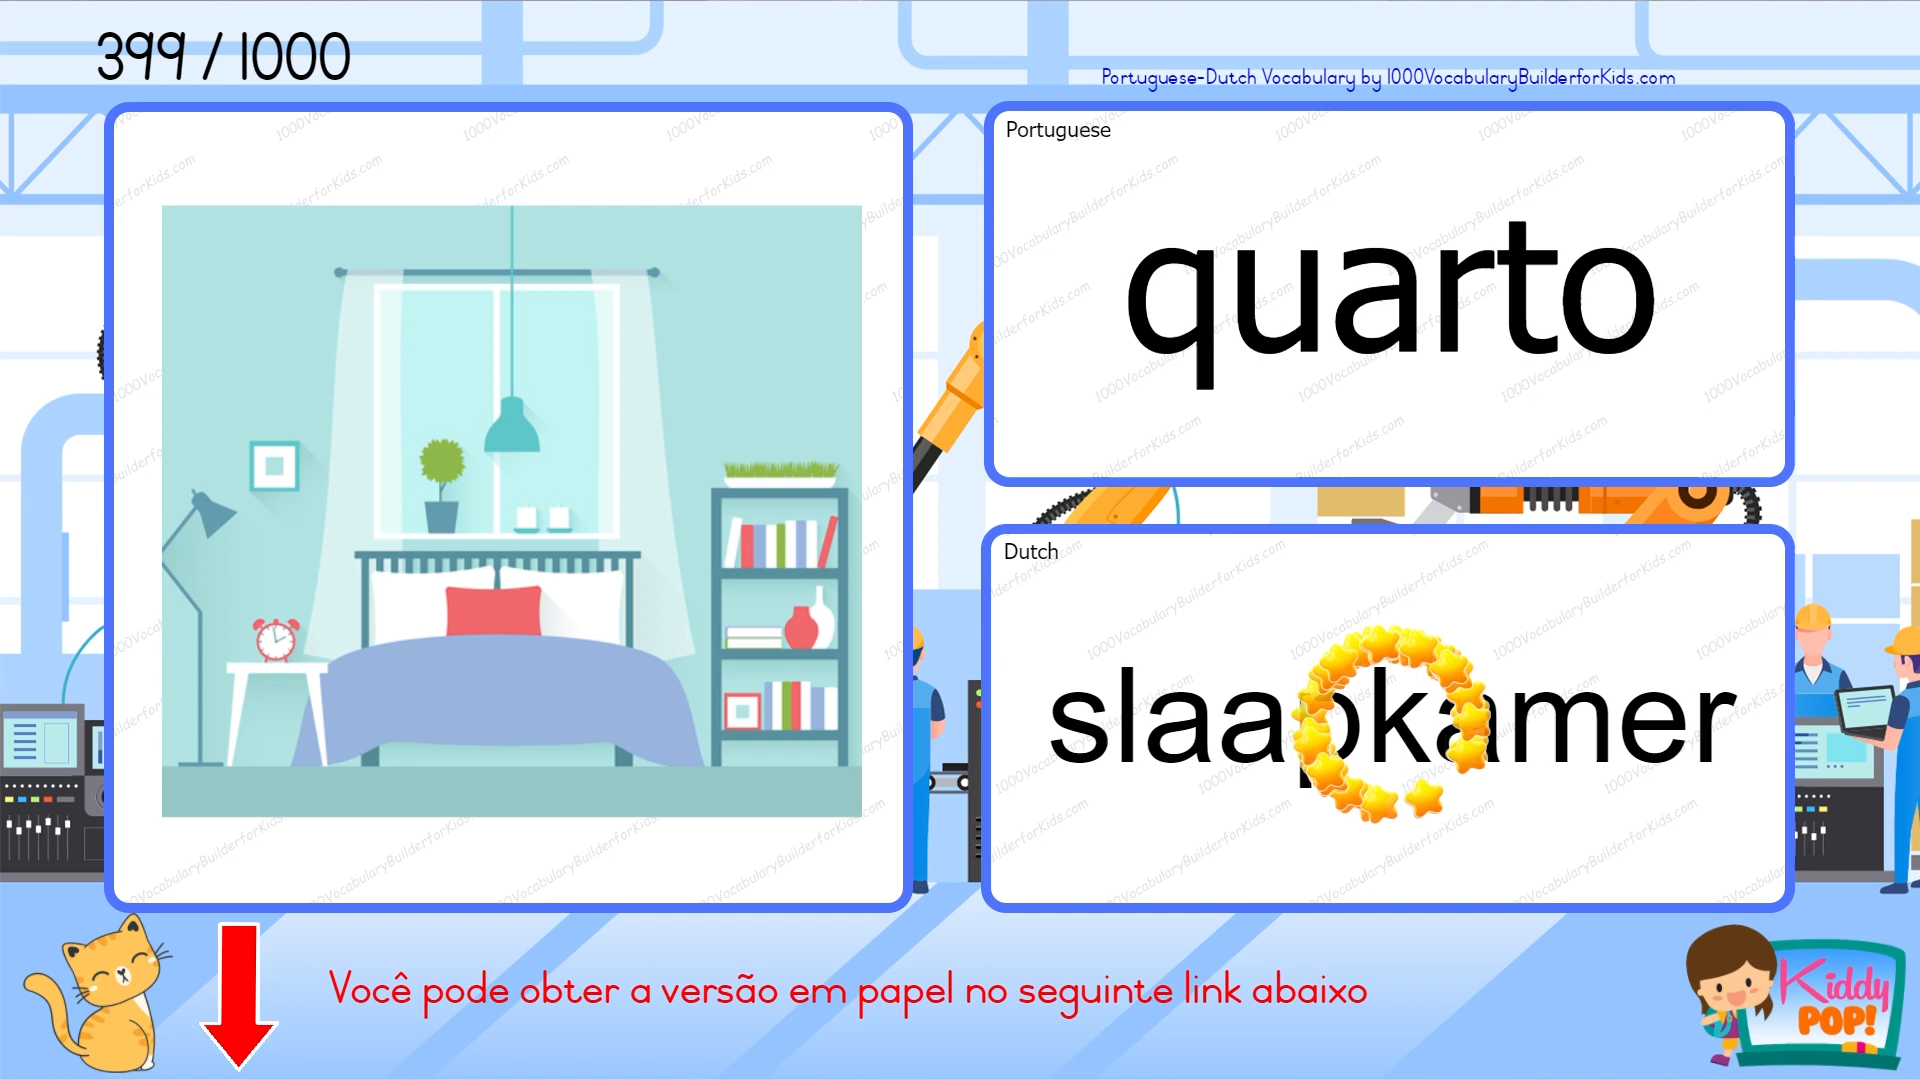 399 / 1000
Portuguese-Dutch Vocabulary by 1000VocabularyBuilderforKids.com
Portuguese
quarto
Dutch
slaapkamer
Você pode obter a versão em papel no seguinte link abaixo
Kiddy
POP!